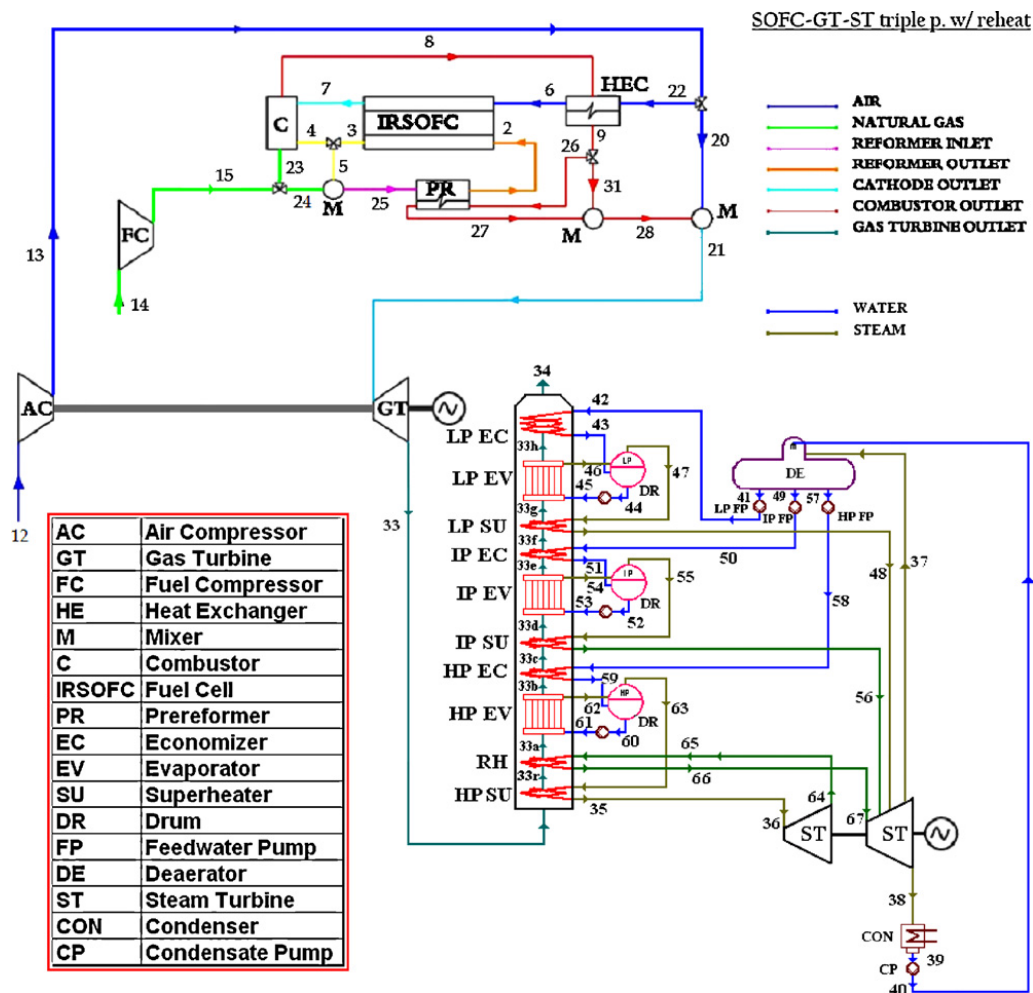 SOFC-GT-ST triple p. w/ reheat
8
HEC
7
6
22
AIR
NATURAL GAS
REFORMER INLET
REFORMER OUTLET
CATHODE OUTLET
COMBUSTOR OUTLET
GAS TURBINE OUTLET
WATER
STEAM
C
IRSOFC
4
3
2
9
26
20
23
5
15
24
M
25
PR
31
M
FC
27
M
28
21
13
14
34
AC
GT
42
LP EC
43
33h
LP EV
46
LP
47
DE
45
DR
44
41
49
57
33g
LP FP
IP FP
HP FP
12
33
LP SU
33f
IP EC
50
37
33e
51
54
IP
55
48
58
IP EV
53
DR
52
33d
IP SU
33c
HP EC
59
33b
62
HP
63
56
HP EV
61
DR
60
33a
65
RH
66
33r
64
HP SU
35
36
67
ST
ST
38
CON
39
CP
40
AC Air Compressor
GT Gas Turbine
FC Fuel Compressor
HE Heat Exchanger
M Mixer
C Combustor
IRSOFC Fuel Cell
PR Prereformer
EC Economizer
EV Evaporator
SU Superheater
DR Drum
FP Feedwater Pump
DE Deaerator
ST Steam Turbine
CON Condenser
CP Condensate Pump